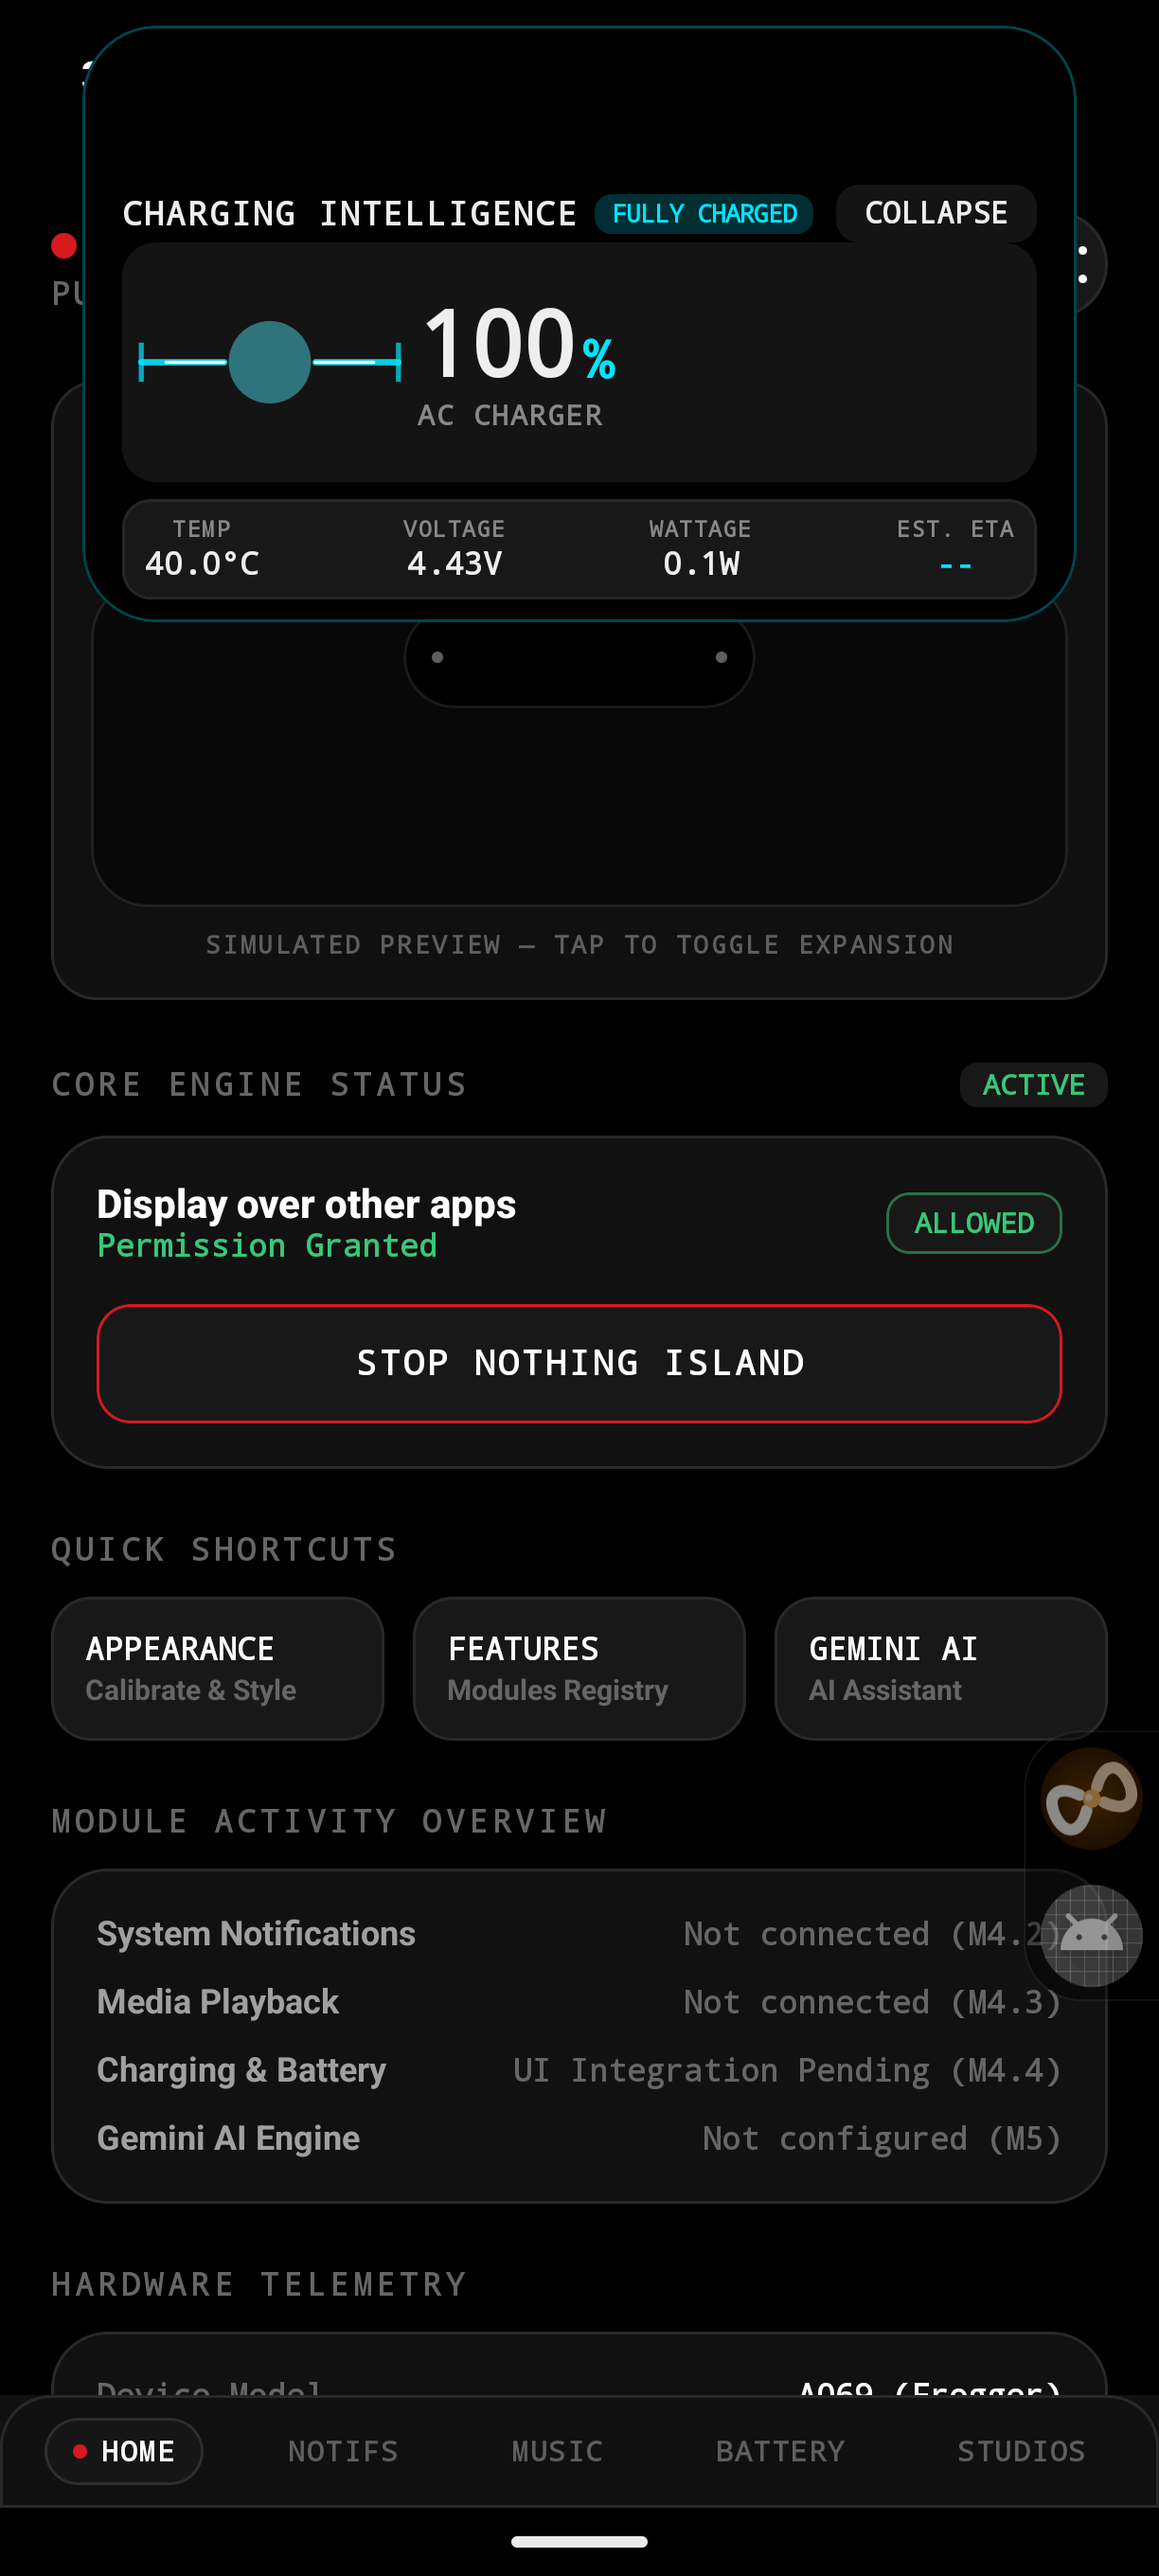 CHARGING INTELLIGENCE FULLY CHARGED COLLAPSE
100%
AC CHARGER
TEMP VOLTAGE WATTAGE EST. ETA
40.0°C 4.43V 0.1W --
SIMULATED PREVIEW — TAP TO TOGGLE EXPANSION
CORE ENGINE STATUS ACTIVE
Display over other apps
Permission Granted
ALLOWED
STOP NOTHING ISLAND
QUICK SHORTCUTS
APPEARANCE FEATURES GEMINI AI
Calibrate & Style Modules Registry AI Assistant
MODULE ACTIVITY OVERVIEW
System Notifications Not connected (M4.2)
Media Playback Not connected (M4.3)
Charging & Battery UI Integration Pending (M4.4)
Gemini AI Engine Not configured (M5)
HARDWARE TELEMETRY
Device Model A069 (Frogger)
HOME NOTIFS MUSIC BATTERY STUDIOS